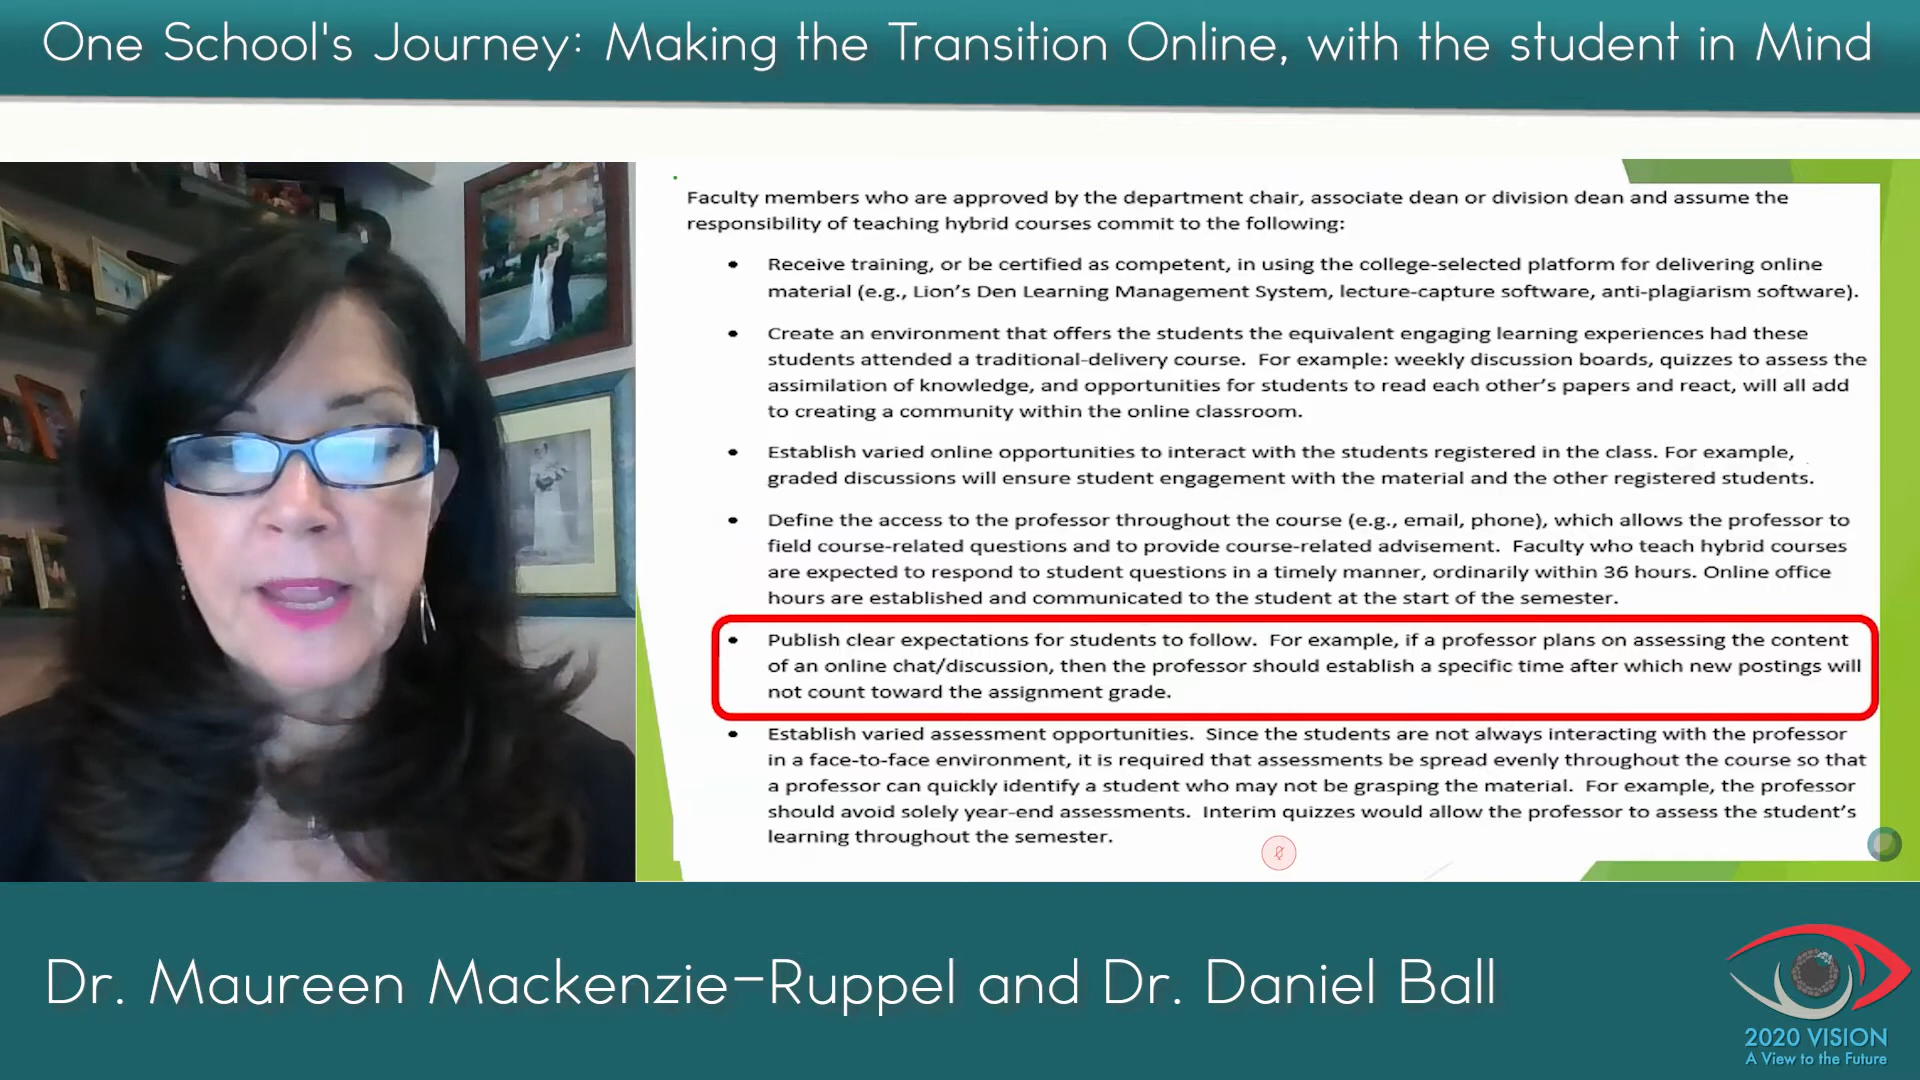 One School's Journey: Making the Transition Online, with the student in Mind
Faculty members who are approved by the department chair, associate dean or division dean and assume the
responsibility of teaching hybrid courses commit to the following:
• Receive training, or be certified as competent, in using the college-selected platform for delivering online
material (e.g., Lion's Den Learning Management System, lecture-capture software, anti-plagiarism software).
• Create an environment that offers the students the equivalent engaging learning experiences had these
students attended a traditional-delivery course. For example: weekly discussion boards, quizzes to assess the
assimilation of knowledge, and opportunities for students to read each other's papers and react, will all add
to creating a community within the online classroom.
• Establish varied online opportunities to interact with the students registered in the class. For example,
graded discussions will ensure student engagement with the material and the other registered students.
• Define the access to the professor throughout the course (e.g., email, phone), which allows the professor to
field course-related questions and to provide course-related advisement. Faculty who teach hybrid courses
are expected to respond to student questions in a timely manner, ordinarily within 36 hours. Online office
hours are established and communicated to the student at the start of the semester.
• Publish clear expectations for students to follow. For example, if a professor plans on assessing the content
of an online chat/discussion, then the professor should establish a specific time after which new postings will
not count toward the assignment grade.
• Establish varied assessment opportunities. Since the students are not always interacting with the professor
in a face-to-face environment, it is required that assessments be spread evenly throughout the course so that
a professor can quickly identify a student who may not be grasping the material. For example, the professor
should avoid solely year-end assessments. Interim quizzes would allow the professor to assess the student's
learning throughout the semester.
Dr. Maureen Mackenzie-Ruppel and Dr. Daniel Ball
2020 VISION
A View to the Future